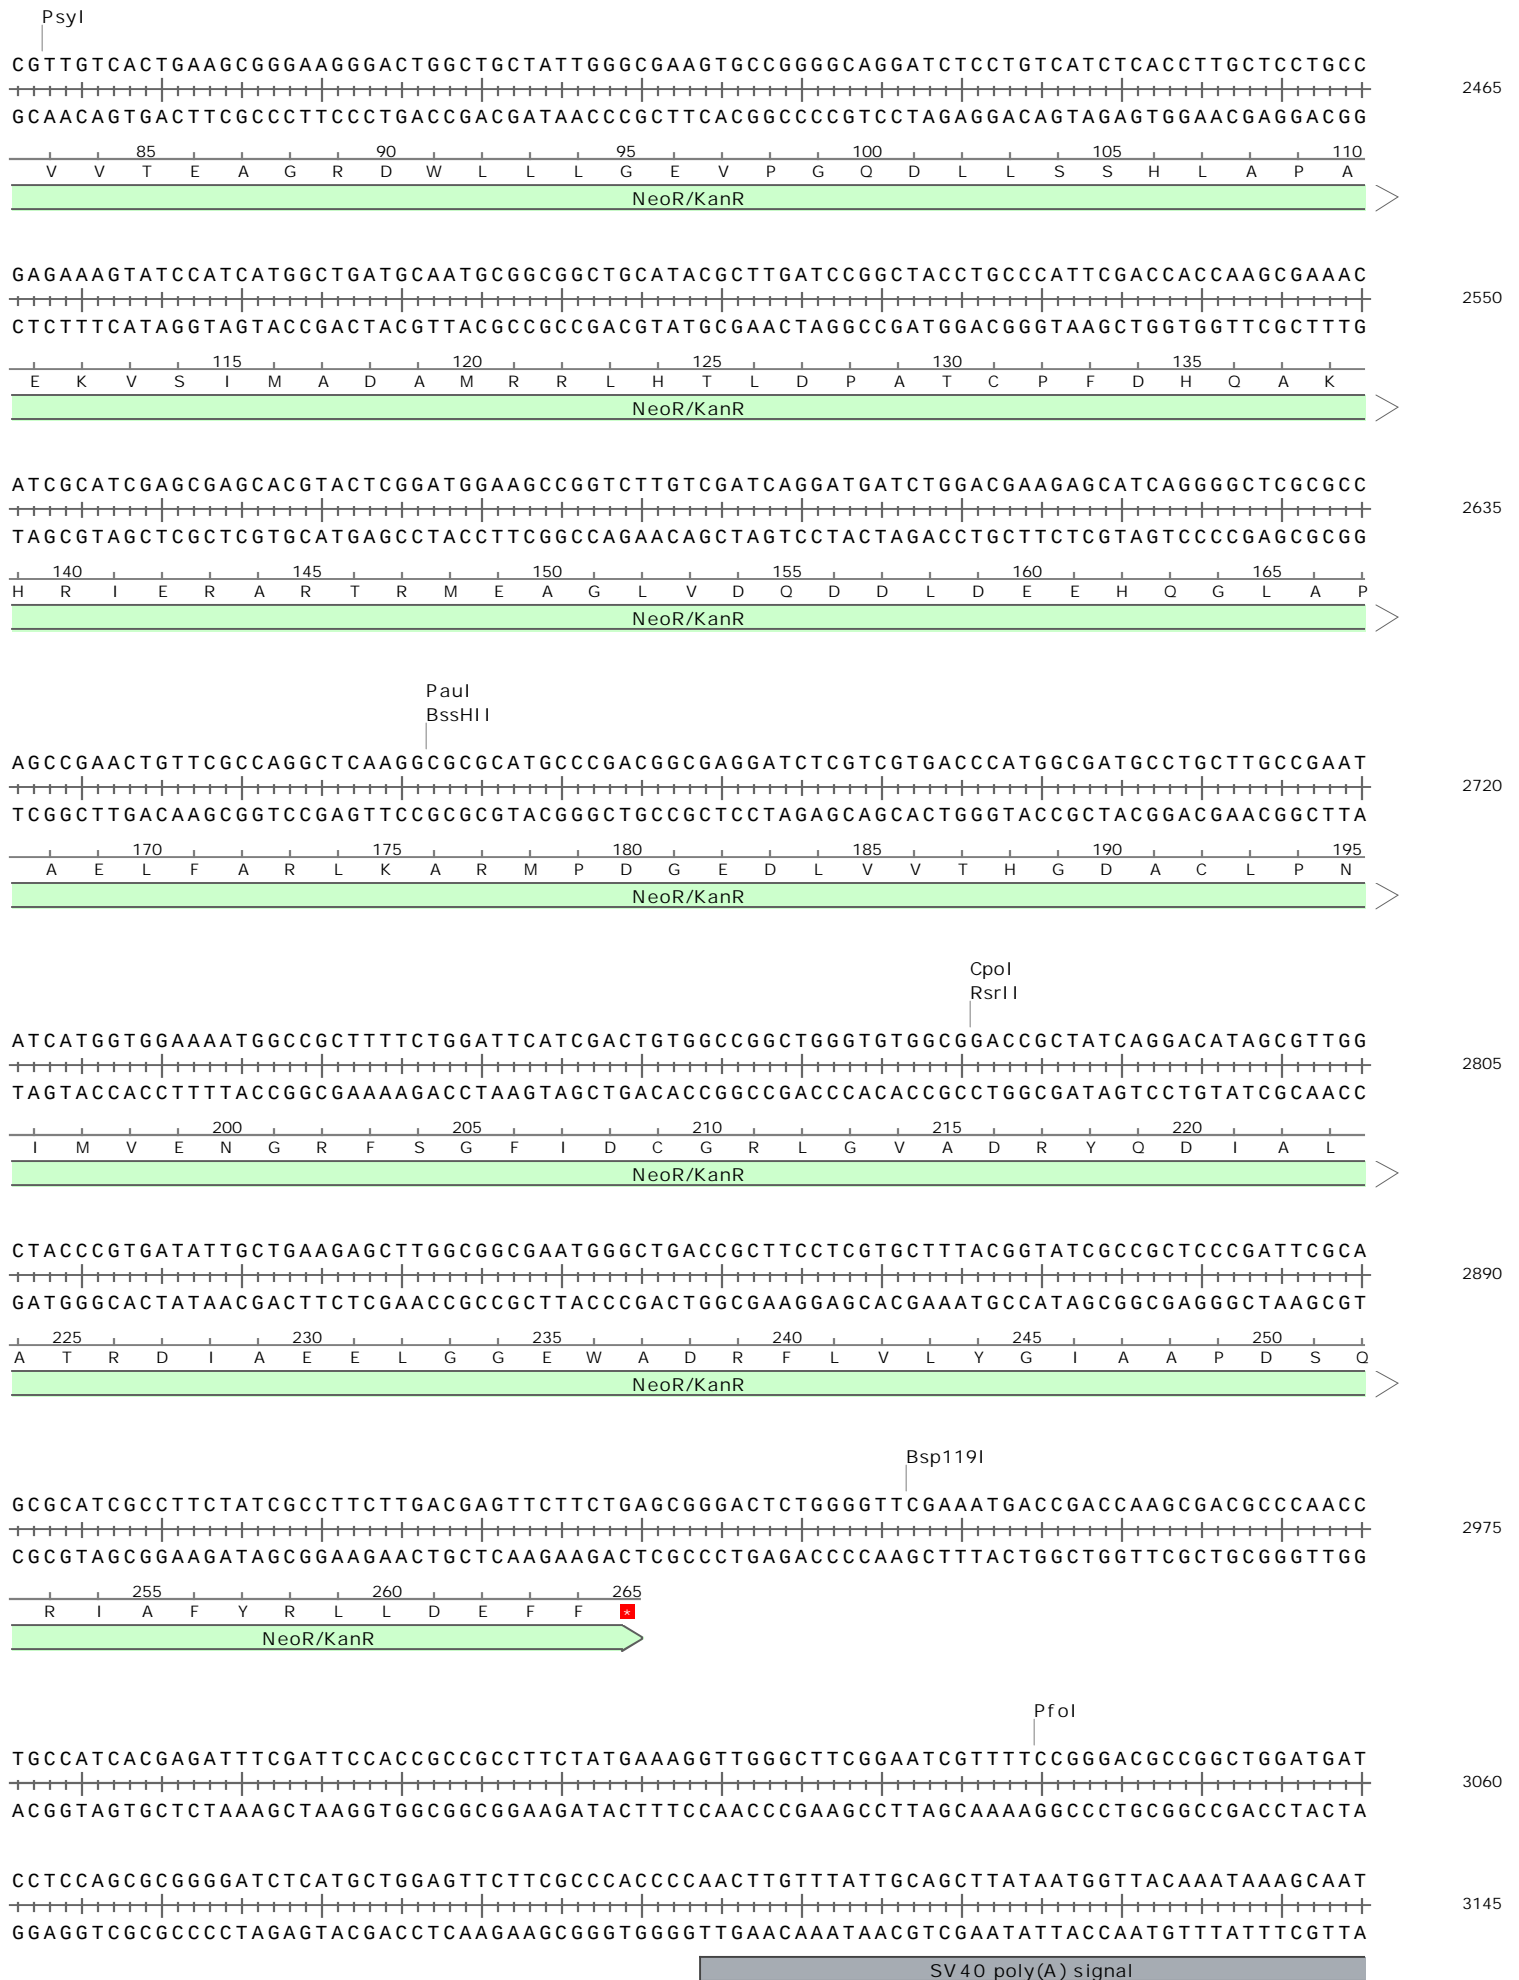 PsyI
CGTTGTCACTGAAGCGGGAAGGGACTGGCTGCTATTGGGCGAAGTGCCGGGGCAGGATCTCCTGTCATCTCACCTTGCTCCTGCC
2465
GCAACAGTGACTTCGCCCTTCCCTGACCGACGATAACCCGCTTCACGGCCCCGTCCTAGAGGACAGTAGAGTGGAACGAGGACGG
85 90 95 100 105 110
V V T E A G R D W L L L G E V P G Q D L L S S H L A P A
NeoR/KanR
GAGAAAGTATCCATCATGGCTGATGCAATGCGGCGGCTGCATACGCTTGATCCGGCTACCTGCCCATTCGACCACCAAGCGAAAC
2550
CTCTTTCATAGGTAGTACCGACTACGTTACGCCGCCGACGTATGCGAACTAGGCCGATGGACGGGTAAGCTGGTGGTTCGCTTTG
115 120 125 130 135
E K V S I M A D A M R R L H T L D P A T C P F D H Q A K
NeoR/KanR
ATCGCATCGAGCGAGCACGTACTCGGATGGAAGCCGGTCTTGTCGATCAGGATGATCTGGACGAAGAGCATCAGGGGCTCGCGCC
2635
TAGCGTAGCTCGCTCGTGCATGAGCCTACCTTCGGCCAGAACAGCTAGTCCTACTAGACCTGCTTCTCGTAGTCCCCGAGCGCGG
140 145 150 155 160 165
H R I E R A R T R M E A G L V D Q D D L D E E H Q G L A P
NeoR/KanR
PauI
BssHII
AGCCGAACTGTTCGCCAGGCTCAAGGCGCGCATGCCCGACGGCGAGGATCTCGTCGTGACCCATGGCGATGCCTGCTTGCCGAAT
2720
TCGGCTTGACAAGCGGTCCGAGTTCCGCGCGTACGGGCTGCCGCTCCTAGAGCAGCACTGGGTACCGCTACGGACGAACGGCTTA
170 175 180 185 190 195
A E L F A R L K A R M P D G E D L V V T H G D A C L P N
NeoR/KanR
CpoI
RsrII
ATCATGGTGGAAAATGGCCGCTTTTCTGGATTCATCGACTGTGGCCGGCTGGGTGTGGCGGACCGCTATCAGGACATAGCGTTGG
2805
TAGTACCACCTTTTACCGGCGAAAAGACCTAAGTAGCTGACACCGGCCGACCCACACCGCCTGGCGATAGTCCTGTATCGCAACC
200 205 210 215 220
I M V E N G R F S G F I D C G R L G V A D R Y Q D I A L
NeoR/KanR
CTACCCGTGATATTGCTGAAGAGCTTGGCGGCGAATGGGCTGACCGCTTCCTCGTGCTTTACGGTATCGCCGCTCCCGATTCGCA
2890
GATGGGCACTATAACGACTTCTCGAACCGCCGCTTACCCGACTGGCGAAGGAGCACGAAATGCCATAGCGGCGAGGGCTAAGCGT
225 230 235 240 245 250
A T R D I A E E L G G E W A D R F L V L Y G I A A P D S Q
NeoR/KanR
Bsp119I
GCGCATCGCCTTCTATCGCCTTCTTGACGAGTTCTTCTGAGCGGGACTCTGGGGTTCGAAATGACCGACCAAGCGACGCCCAACC
2975
CGCGTAGCGGAAGATAGCGGAAGAACTGCTCAAGAAGACTCGCCCTGAGACCCCAAGCTTTACTGGCTGGTTCGCTGCGGGTTGG
255 260 265
R I A F Y R L L D E F F *
NeoR/KanR
PfoI
TGCCATCACGAGATTTCGATTCCACCGCCGCCTTCTATGAAAGGTTGGGCTTCGGAATCGTTTTCCGGGACGCCGGCTGGATGAT
3060
ACGGTAGTGCTCTAAAGCTAAGGTGGCGGCGGAAGATACTTTCCAACCCGAAGCCTTAGCAAAAGGCCCTGCGGCCGACCTACTA
CCTCCAGCGCGGGGATCTCATGCTGGAGTTCTTCGCCCACCCCAACTTGTTTATTGCAGCTTATAATGGTTACAAATAAAGCAAT
3145
GGAGGTCGCGCCCCTAGAGTACGACCTCAAGAAGCGGGTGGGGTTGAACAAATAACGTCGAATATTACCAATGTTTATTTCGTTA
SV40 poly(A) signal